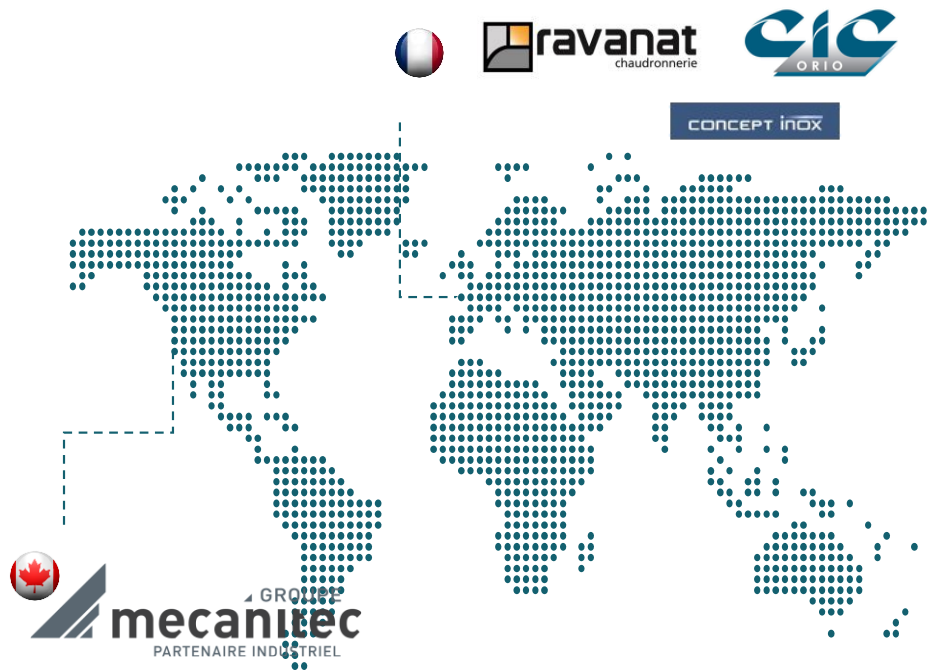 ravanat
chaudronnerie
CIC
ORIO
CONCEPT inox
GROUPE
mecanitec
PARTENAIRE INDUSTRIEL